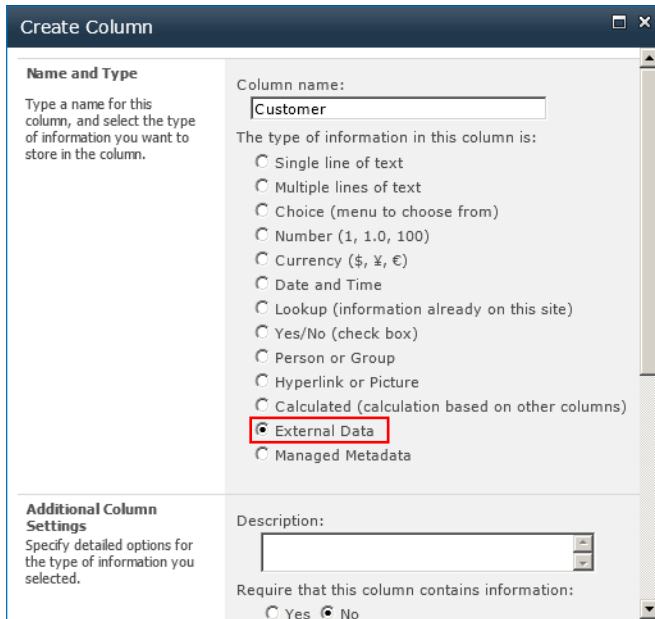 Create Column
Name and Type
Type a name for this
column, and select the type
of information you want to
store in the column.
Column name:
Customer
The type of information in this column is:
Single line of text
Multiple lines of text
Choice (menu to choose from)
Number (1, 1.0, 100)
Currency ($, ¥, €)
Date and Time
Lookup (information already on this site)
Yes/No (check box)
Person or Group
Hyperlink or Picture
Calculated (calculation based on other columns)
External Data
Managed Metadata
Additional Column
Settings
Specify detailed options for
the type of information you
selected.
Description:
Require that this column contains information:
Yes No